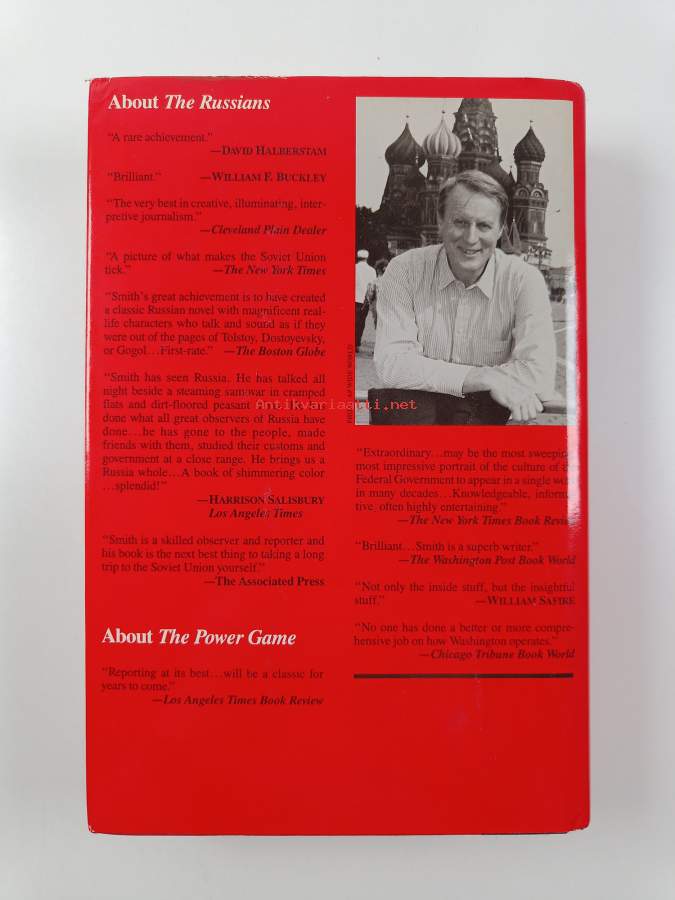 About The Russians
"A rare achievement."
—DAVID HALBERSTAM
"Brilliant." —WILLIAM F. BUCKLEY
"The very best in creative, illuminating, inter-
pretive journalism."
—Cleveland Plain Dealer
"A picture of what makes the Soviet Union
tick." —The New York Times
"Smith's great achievement is to have created
a classic Russian novel with magnificent real-
life characters who talk and sound as if they
were out of the pages of Tolstoy, Dostoyevsky,
or Gogol...First-rate." —The Boston Globe
"Smith has seen Russia. He has talked all
night beside a steaming samovar in cramped
flats and dirt-floored peasant
done what all great observers of Russia have
done...he has gone to the people, made
friends with them, studied their customs and
government at a close range. He brings us a
Russia whole...A book of shimmering color
...splendid!"
—HARRISON SALISBURY
Los Angeles Times
"Smith is a skilled observer and reporter and
his book is the next best thing to taking a long
trip to the Soviet Union yourself."
—The Associated Press
About The Power Game
"Reporting at its best...will be a classic for
years to come."
—Los Angeles Times Book Review
"Extraordinary...may be the most sweeping,
most impressive portrait of the culture of the
Federal Government to appear in a single work
in many decades...Knowledgeable, informa-
tive, often highly entertaining."
—The New York Times Book Review
"Brilliant...Smith is a superb writer."
—The Washington Post Book World
"Not only the inside stuff, but the insightful
stuff." —WILLIAM SAFIRE
"No one has done a better or more compre-
hensive job on how Washington operates."
—Chicago Tribune Book World
Antikvariaatti.net